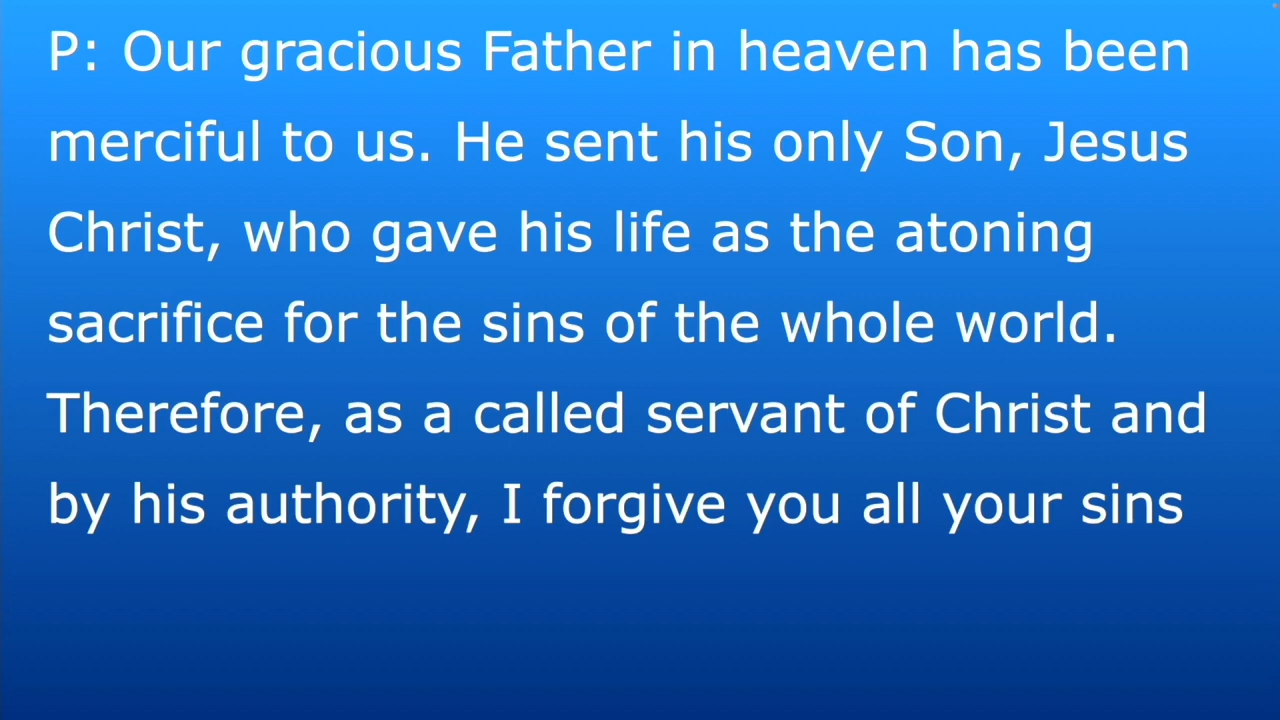 P: Our gracious Father in heaven has been
merciful to us. He sent his only Son, Jesus
Christ, who gave his life as the atoning
sacrifice for the sins of the whole world.
Therefore, as a called servant of Christ and
by his authority, I forgive you all your sins